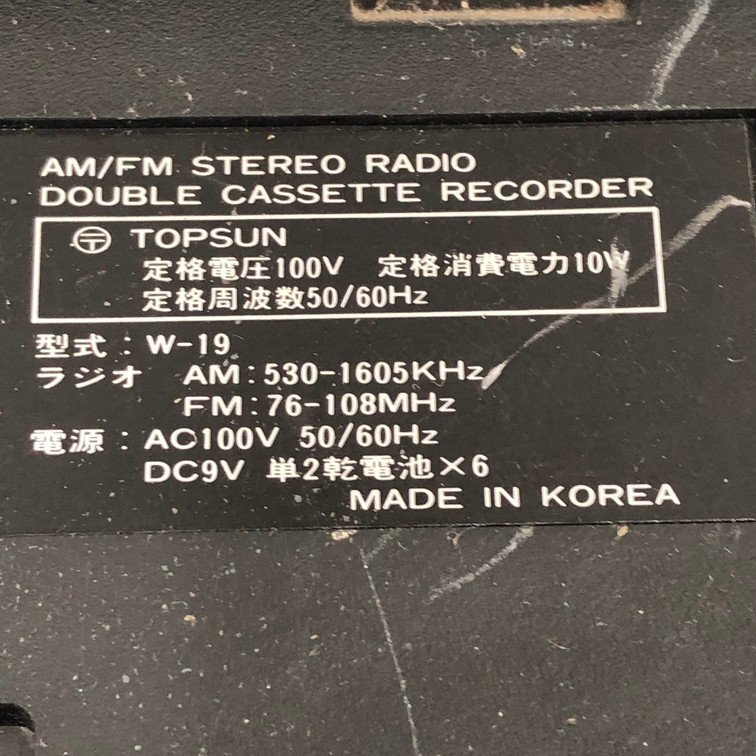 AM/FM STEREO RADIO
DOUBLE CASSETTE RECORDER
〒 TOPSUN
定格電圧100V 定格消費電力10W
定格周波数50/60Hz
型式：W-19
ラジオ AM：530-1605KHz
FM：76-108MHz
電源：AC100V 50/60Hz
DC9V 単2乾電池×6
MADE IN KOREA